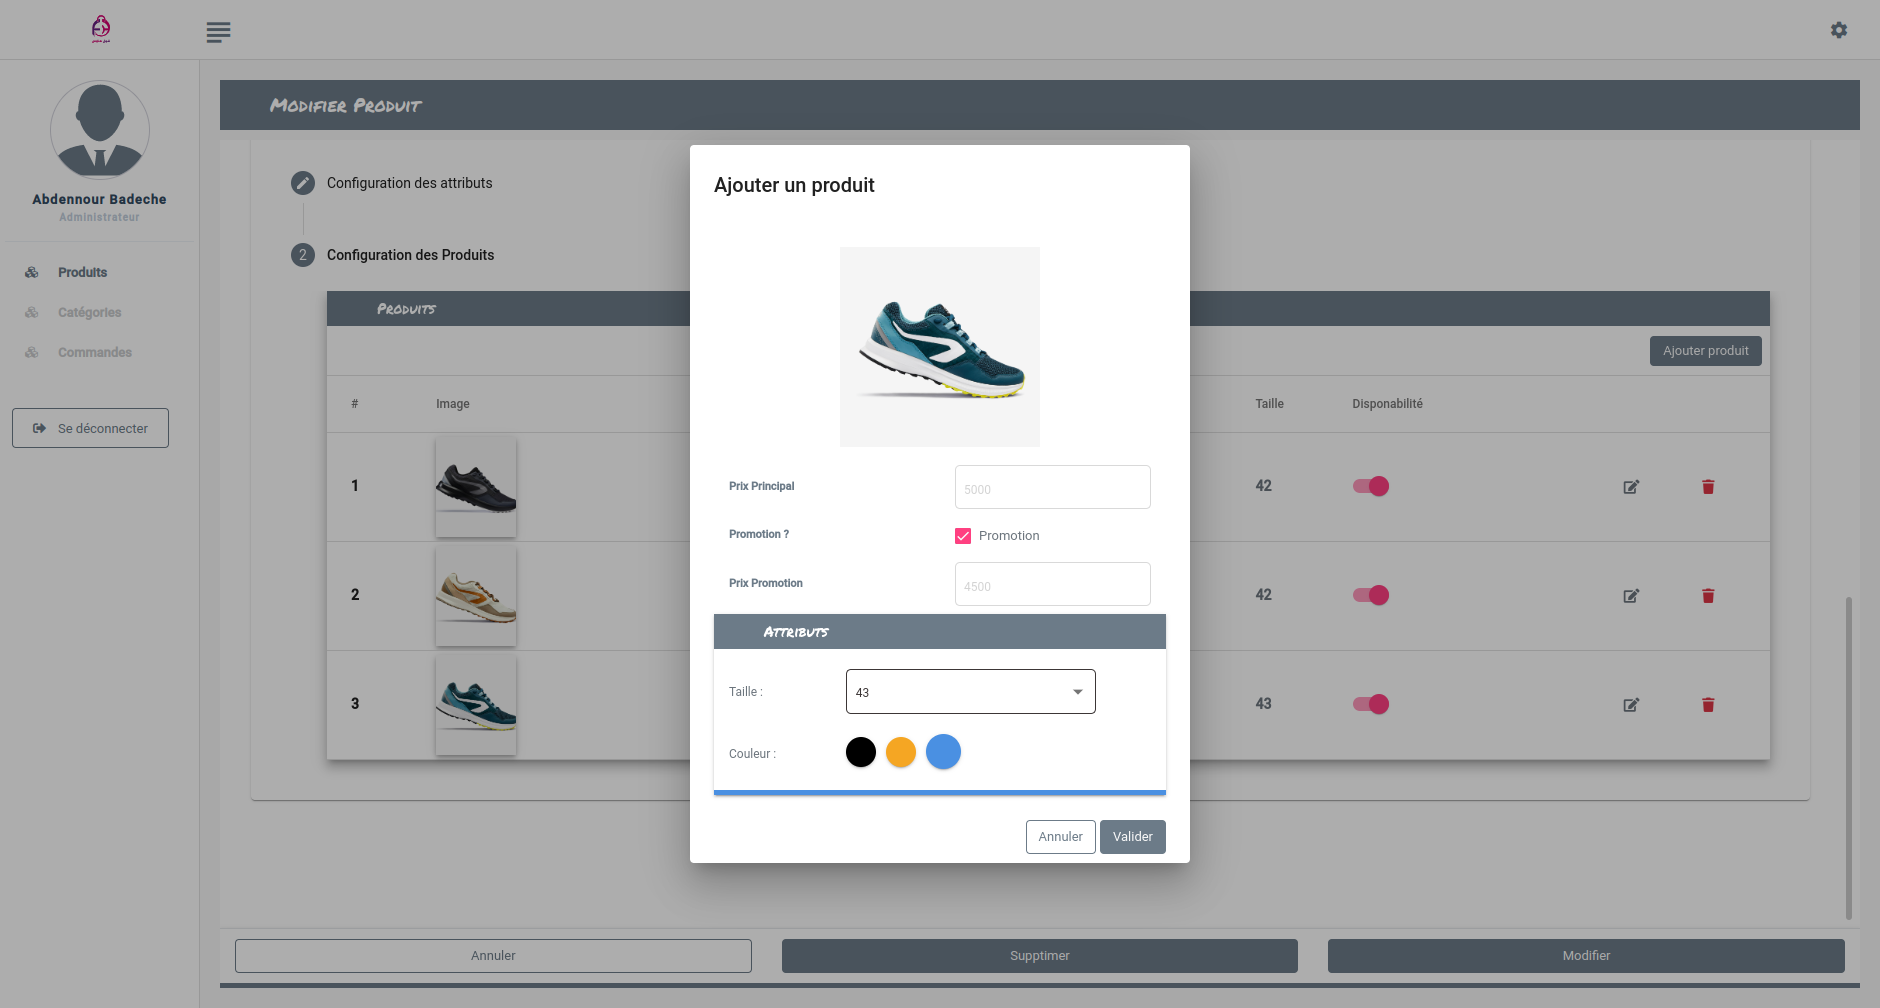 Modifier Produit
Abdennour Badeche
Administrateur
Produits
Catégories
Commandes
Se déconnecter
Configuration des attributs
2 Configuration des Produits
Produits
Ajouter produit
# Image Taille Disponabilité
1 42
2 42
3 43
Ajouter un produit
Prix Principal 5000
Promotion ? Promotion
Prix Promotion 4500
Attributs
Taille : 43
Couleur :
Annuler Valider
Annuler Supptimer Modifier